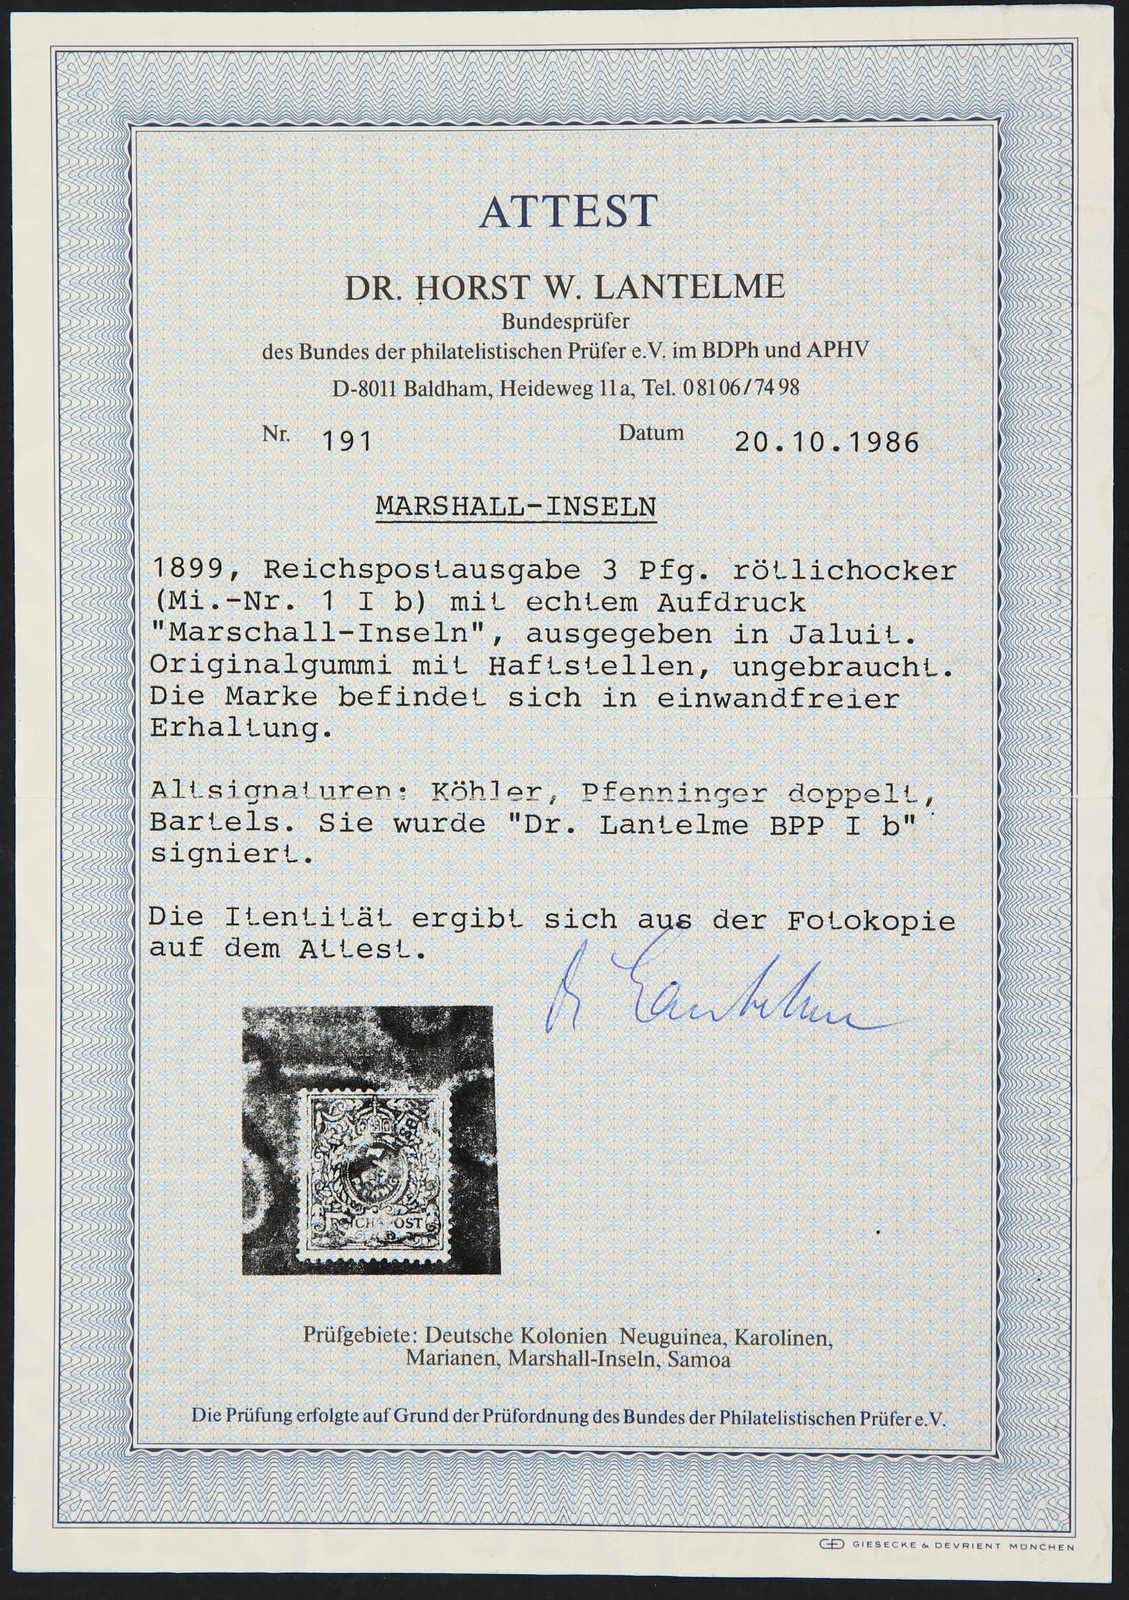 ATTEST
DR. HORST W. LANTELME
Bundesprüfer
des Bundes der philatelistischen Prüfer e.V. im BDPh und APHV
D-8011 Baldham, Heideweg 11a, Tel. 08106/7498
Nr. 191 Datum 20.10.1986
MARSHALL-INSELN
1899, Reichspostausgabe 3 Pfg. rötlichocker
(Mi.-Nr. 1 I b) mit echtem Aufdruck
"Marschall-Inseln", ausgegeben in Jaluit.
Originalgummi mit Haftstellen, ungebraucht.
Die Marke befindet sich in einwandfreier
Erhaltung.
Altsignaturen: Köhler, Pfenninger doppelt,
Bartels. Sie wurde "Dr. Lantelme BPP I b"
signiert.
Die Itentität ergibt sich aus der Fotokopie
auf dem Attest.
Dr Lantelme
REICHSPOST
Prüfgebiete: Deutsche Kolonien Neuguinea, Karolinen,
Marianen, Marshall-Inseln, Samoa
Die Prüfung erfolgte auf Grund der Prüfordnung des Bundes der Philatelistischen Prüfer e.V.
GIESECKE & DEVRIENT MÜNCHEN